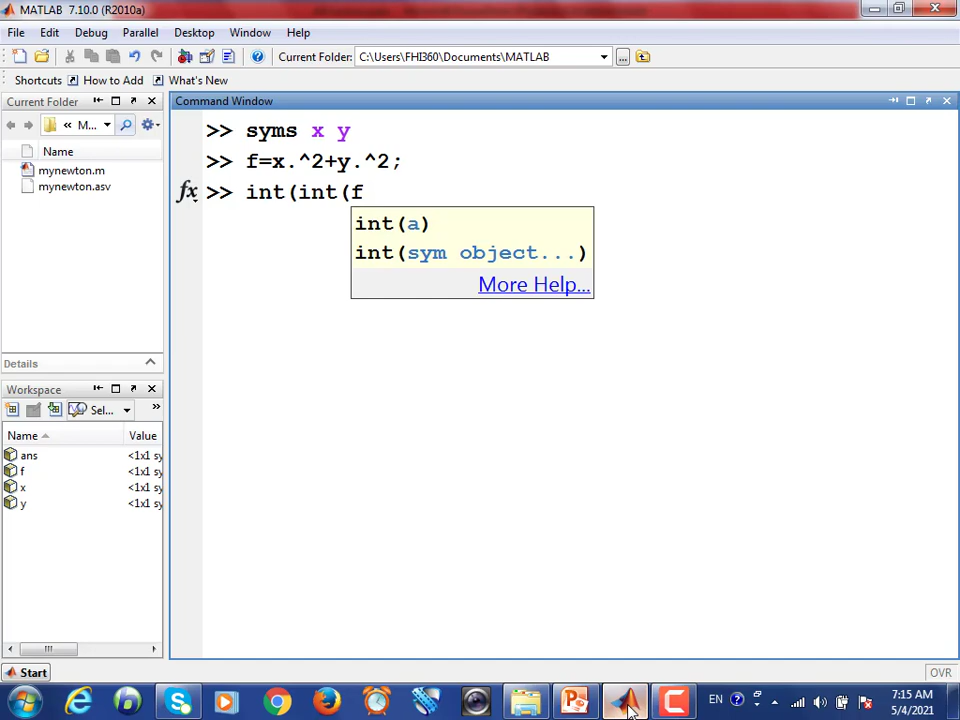 MATLAB 7.10.0 (R2010a)
File Edit Debug Parallel Desktop Window Help
Current Folder: C:\Users\FHI360\Documents\MATLAB ...
Shortcuts How to Add What's New
Current Folder
« M...
Name
mynewton.m
mynewton.asv
Details
Workspace
Sel... »
Name Value
ans <1x1 sy
f <1x1 sy
x <1x1 sy
y <1x1 sy
Command Window
>> syms x y
>> f=x.^2+y.^2;
fx >> int(int(f
int(a)
int(sym object...)
More Help...
Start
OVR
EN
7:15 AM
5/4/2021